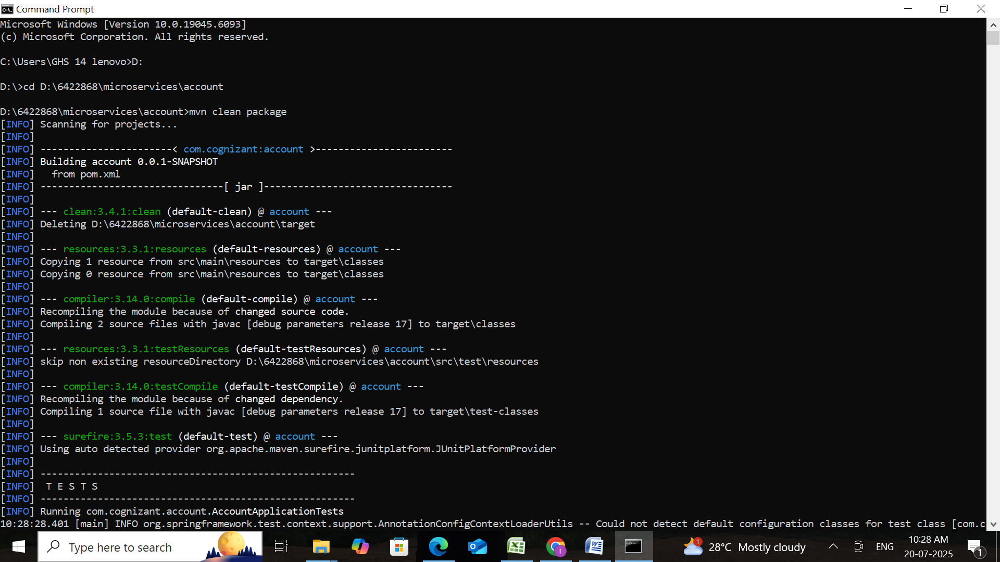 Command Prompt
Microsoft Windows [Version 10.0.19045.6093]
(c) Microsoft Corporation. All rights reserved.
C:\Users\GHS 14 lenovo>D:
D:\>cd D:\6422868\microservices\account
D:\6422868\microservices\account>mvn clean package
[INFO] Scanning for projects...
[INFO]
[INFO] -----------------------< com.cognizant:account >------------------------
[INFO] Building account 0.0.1-SNAPSHOT
[INFO]   from pom.xml
[INFO] --------------------------------[ jar ]---------------------------------
[INFO]
[INFO] --- clean:3.4.1:clean (default-clean) @ account ---
[INFO] Deleting D:\6422868\microservices\account\target
[INFO]
[INFO] --- resources:3.3.1:resources (default-resources) @ account ---
[INFO] Copying 1 resource from src\main\resources to target\classes
[INFO] Copying 0 resource from src\main\resources to target\classes
[INFO]
[INFO] --- compiler:3.14.0:compile (default-compile) @ account ---
[INFO] Recompiling the module because of changed source code.
[INFO] Compiling 2 source files with javac [debug parameters release 17] to target\classes
[INFO]
[INFO] --- resources:3.3.1:testResources (default-testResources) @ account ---
[INFO] skip non existing resourceDirectory D:\6422868\microservices\account\src\test\resources
[INFO]
[INFO] --- compiler:3.14.0:testCompile (default-testCompile) @ account ---
[INFO] Recompiling the module because of changed dependency.
[INFO] Compiling 1 source file with javac [debug parameters release 17] to target\test-classes
[INFO]
[INFO] --- surefire:3.5.3:test (default-test) @ account ---
[INFO] Using auto detected provider org.apache.maven.surefire.junitplatform.JUnitPlatformProvider
[INFO]
[INFO] -------------------------------------------------------
[INFO]  T E S T S
[INFO] -------------------------------------------------------
[INFO] Running com.cognizant.account.AccountApplicationTests
10:28:28.401 [main] INFO org.springframework.test.context.support.AnnotationConfigContextLoaderUtils -- Could not detect default configuration classes for test class [com.c
Type here to search
1
28°C Mostly cloudy
ENG
10:28 AM
20-07-2025
1